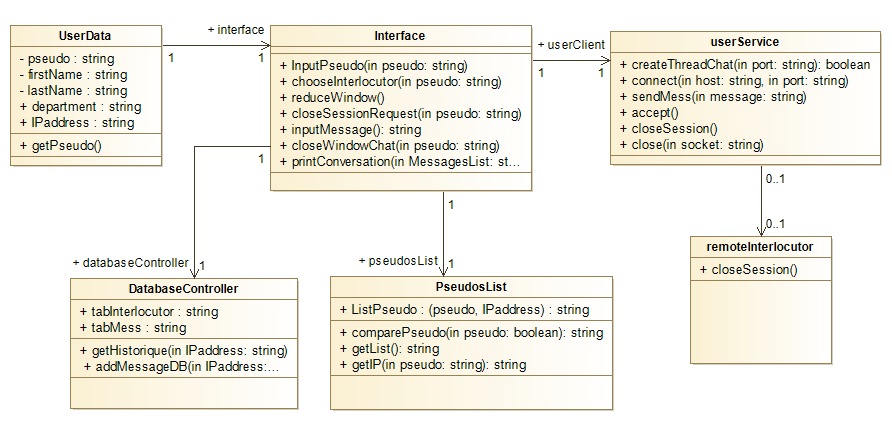 UserData
- pseudo : string
- firstName : string
- lastName : string
+ department : string
+ IPaddress : string
+ getPseudo()
+ interface
1
1
Interface
+ InputPseudo(in pseudo: string)
+ chooseInterlocutor(in pseudo: string)
+ reduceWindow()
+ closeSessionRequest(in pseudo: string)
+ inputMessage(): string
+ closeWindowChat(in pseudo: string)
+ printConversation(in MessagesList: st...
+ userClient
1
1
userService
+ createThreadChat(in port: string): boolean
+ connect(in host: string, in port: string)
+ sendMess(in message: string)
+ accept()
+ closeSession()
+ close(in socket: string)
1
+ databaseController
1
1
+ pseudosList
1
0..1
0..1
DatabaseController
+ tabInterlocutor : string
+ tabMess : string
+ getHistorique(in IPaddress: string)
+ addMessageDB(in IPaddress:...
PseudosList
+ ListPseudo : (pseudo, IPaddress) : string
+ comparePseudo(in pseudo: boolean): string
+ getList(): string
+ getIP(in pseudo: string): string
remoteInterlocutor
+ closeSession()